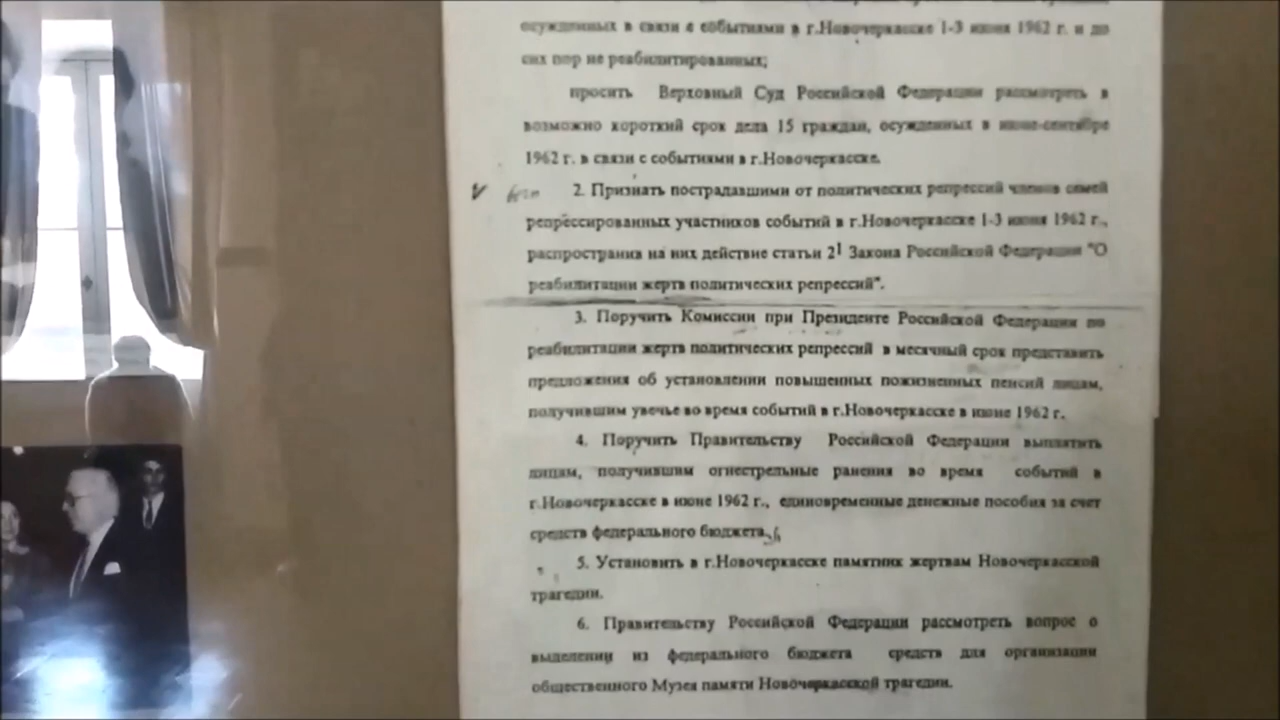 осужденных в связи с событиями в г.Новочеркасске 1-3 июня 1962 г. и до
сих пор не реабилитированных;
просить Верховный Суд Российской Федерации рассмотреть в
возможно короткий срок дела 15 граждан, осужденных в июне-сентябре
1962 г. в связи с событиями в г.Новочеркасске.
2. Признать пострадавшими от политических репрессий членов семей
репрессированных участников событий в г.Новочеркасске 1-3 июня 1962 г.,
распространив на них действие статьи 2¹ Закона Российской Федерации "О
реабилитации жертв политических репрессий".
3. Поручить Комиссии при Президенте Российской Федерации по
реабилитации жертв политических репрессий в месячный срок представить
предложения об установлении повышенных пожизненных пенсий лицам,
получившим увечье во время событий в г.Новочеркасске в июне 1962 г.
4. Поручить Правительству Российской Федерации выплатить
лицам, получившим огнестрельные ранения во время событий в
г.Новочеркасске в июне 1962 г., единовременные денежные пособия за счет
средств федерального бюджета.
5. Установить в г.Новочеркасске памятник жертвам Новочеркасской
трагедии.
6. Правительству Российской Федерации рассмотреть вопрос о
выделении из федерального бюджета средств для организации
общественного Музея памяти Новочеркасской трагедии.